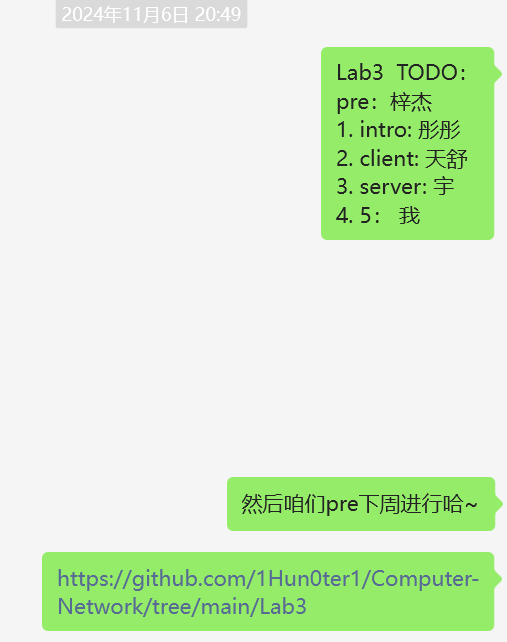 2024年11月6日 20:49
Lab3  TODO：
pre：梓杰
1. intro: 彤彤
2. client: 天舒
3. server: 宇
4. 5： 我
然后咱们pre下周进行哈~
https://github.com/1Hun0ter1/Computer-
Network/tree/main/Lab3